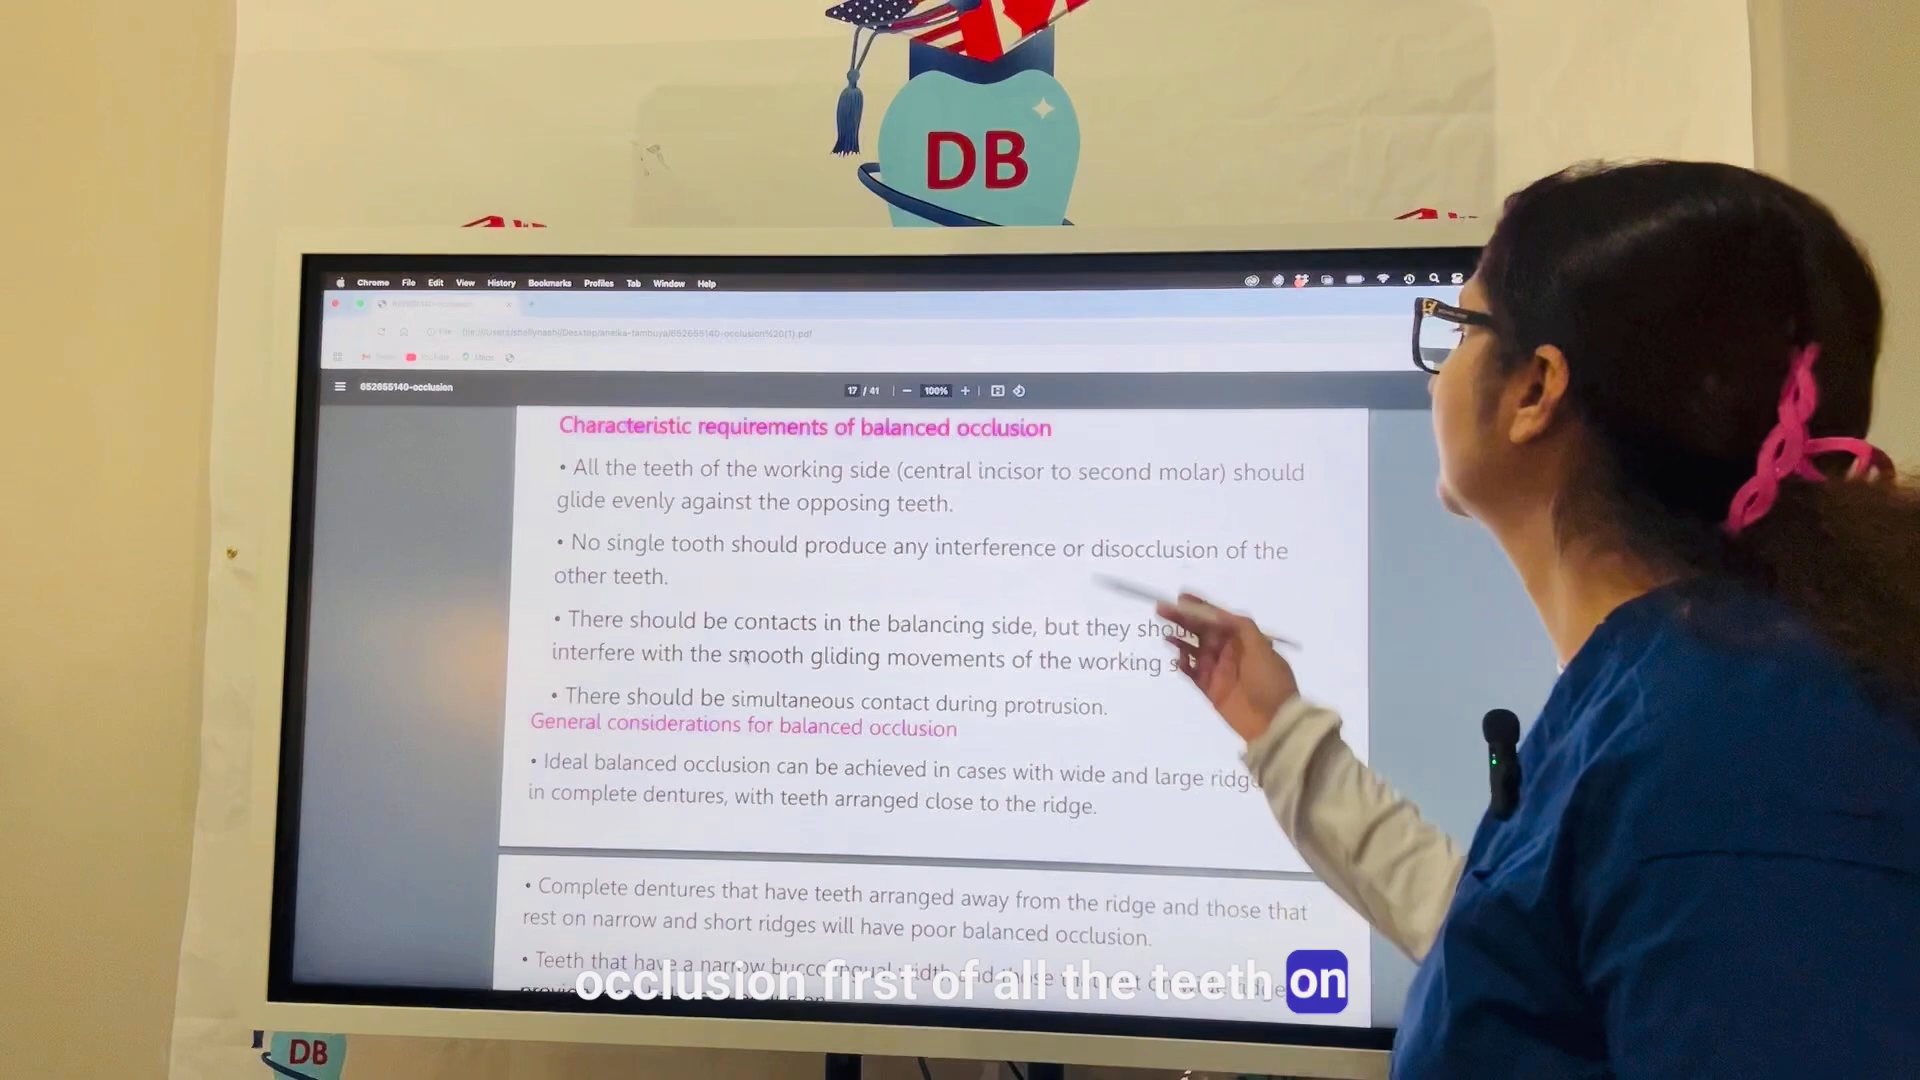 DB
Chrome File Edit View History Bookmarks Profiles Tab Window Help
652655140-occlusion
17 / 41 − 100% +
Characteristic requirements of balanced occlusion
• All the teeth of the working side (central incisor to second molar) should
glide evenly against the opposing teeth.
• No single tooth should produce any interference or disocclusion of the
other teeth.
• There should be contacts in the balancing side, but they
interfere with the smooth gliding movements of the working
• There should be simultaneous contact during protrusion.
General considerations for balanced occlusion
• Ideal balanced occlusion can be achieved in cases with wide and large
in complete dentures, with teeth arranged close to the ridge.
• Complete dentures that have teeth arranged away from the ridge and those that
rest on narrow and short ridges will have poor balanced occlusion.
• Teeth that have a narrow
occlusion first of all the teeth on
DB